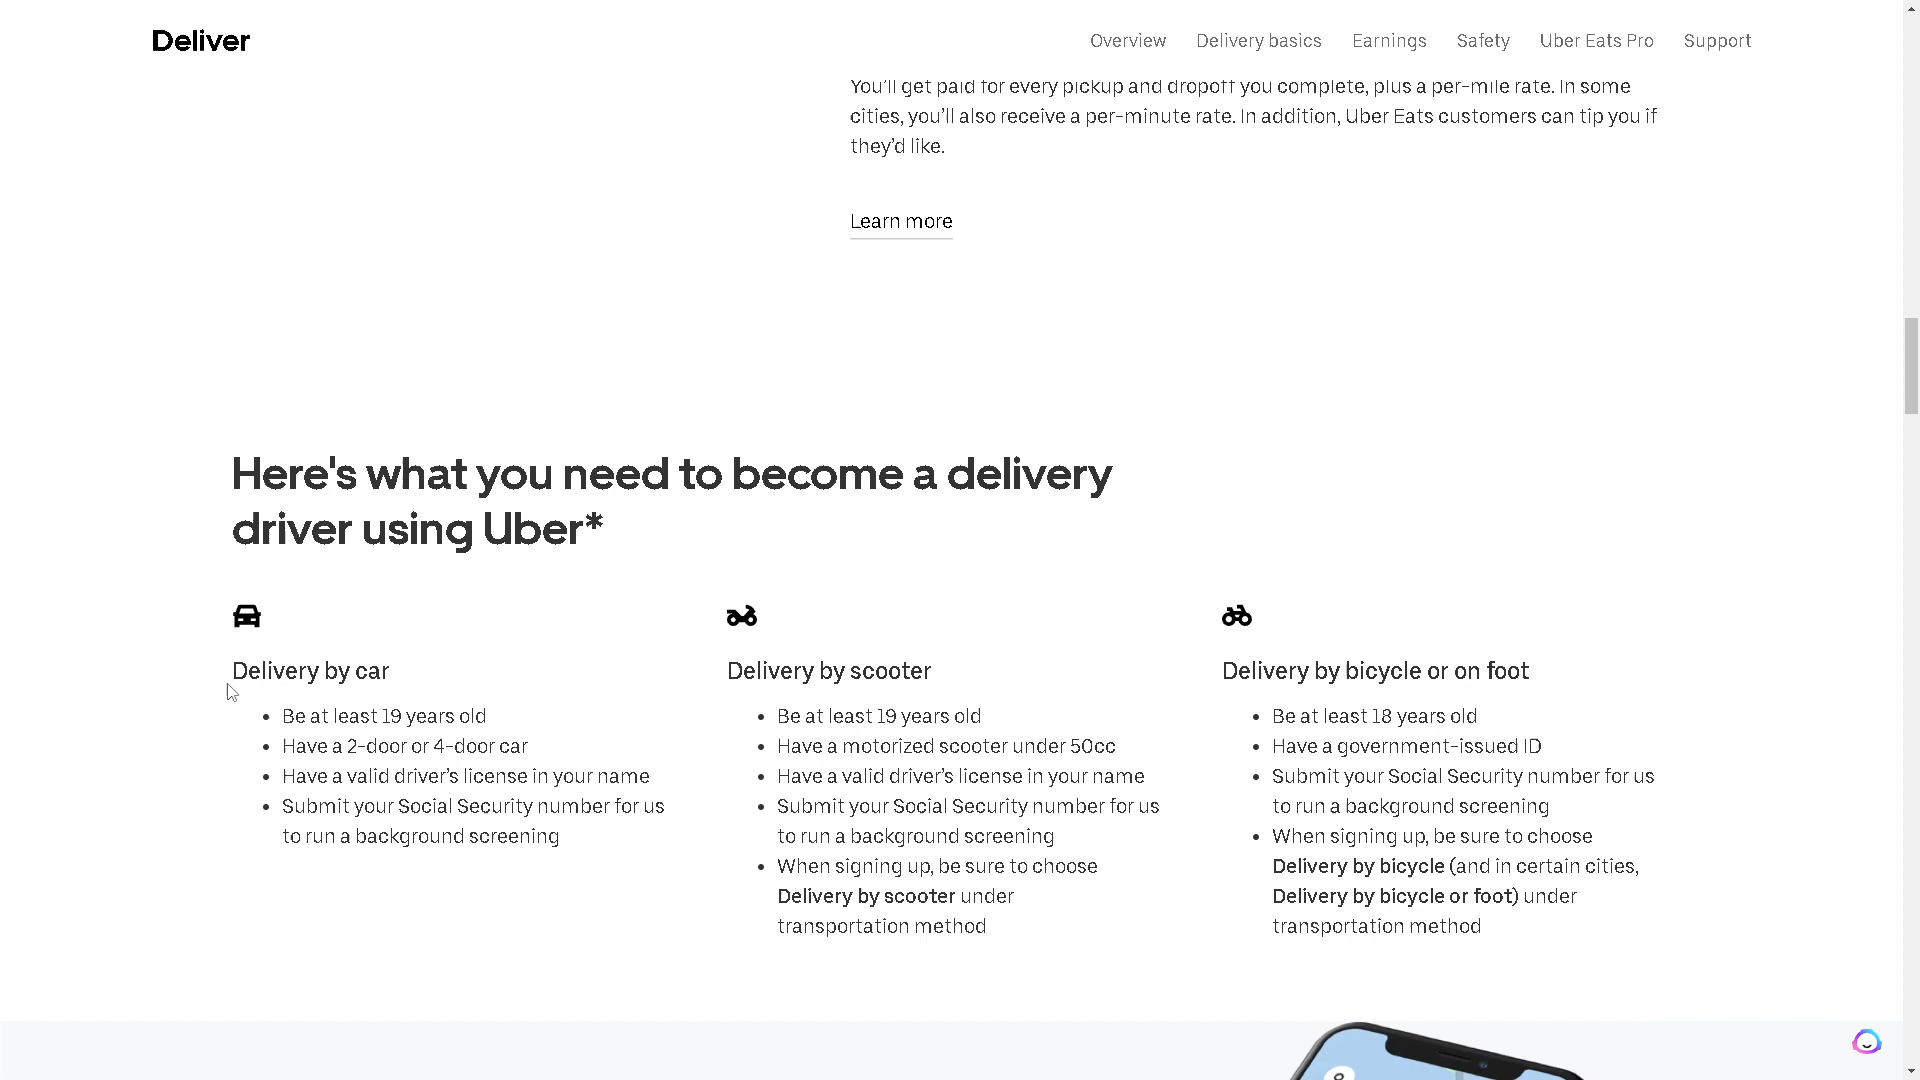 Deliver
Overview Delivery basics Earnings Safety Uber Eats Pro Support
You’ll get paid for every pickup and dropoff you complete, plus a per-mile rate. In some
cities, you’ll also receive a per-minute rate. In addition, Uber Eats customers can tip you if
they’d like.
Learn more
Here's what you need to become a delivery
driver using Uber*
Delivery by car
• Be at least 19 years old
• Have a 2-door or 4-door car
• Have a valid driver’s license in your name
• Submit your Social Security number for us
to run a background screening
Delivery by scooter
• Be at least 19 years old
• Have a motorized scooter under 50cc
• Have a valid driver’s license in your name
• Submit your Social Security number for us
to run a background screening
• When signing up, be sure to choose
Delivery by scooter under
transportation method
Delivery by bicycle or on foot
• Be at least 18 years old
• Have a government-issued ID
• Submit your Social Security number for us
to run a background screening
• When signing up, be sure to choose
Delivery by bicycle (and in certain cities,
Delivery by bicycle or foot) under
transportation method